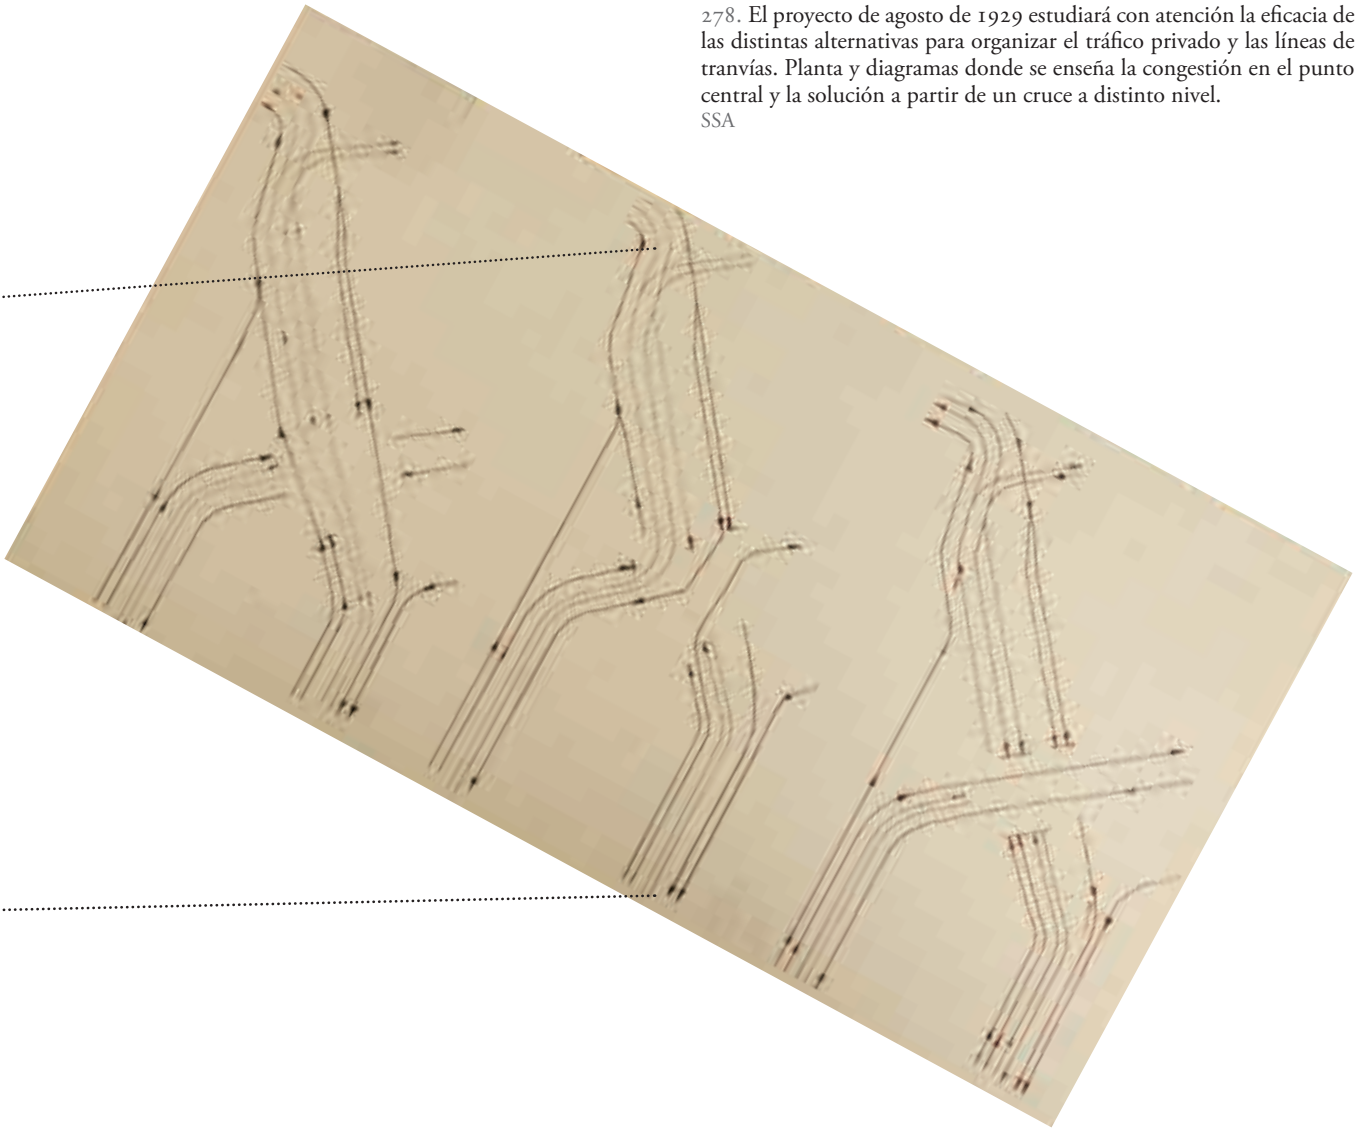 278. El proyecto de agosto de 1929 estudiará con atención la eficacia de
las distintas alternativas para organizar el tráfico privado y las líneas de
tranvías. Planta y diagramas donde se enseña la congestión en el punto
central y la solución a partir de un cruce a distinto nivel.
SSA